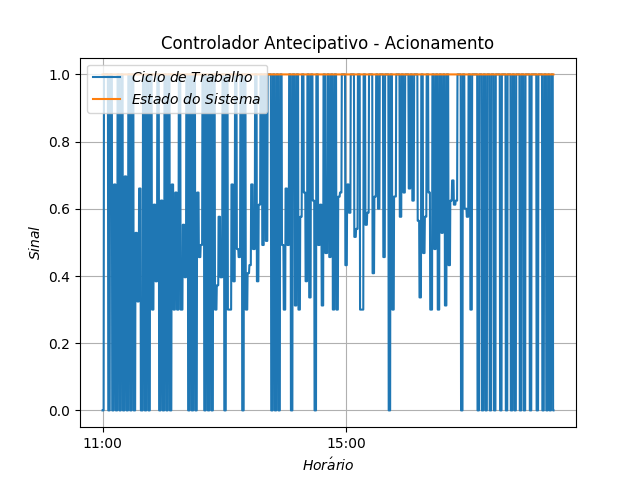 Controlador Antecipativo - Acionamento
Ciclo de Trabalho
Estado do Sistema
1.0
0.8
0.6
0.4
0.2
0.0
Sinal
11:00
15:00
Horário